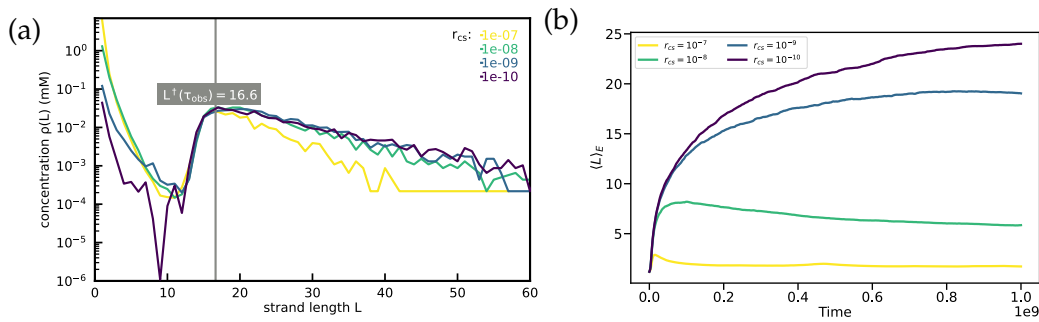 (a)
concentration ρ(L) (mM)
10⁰
10⁻¹
10⁻²
10⁻³
10⁻⁴
10⁻⁵
10⁻⁶
r_cs: 1e-07
1e-08
1e-09
1e-10
L†(τ_obs) = 16.6
0 10 20 30 40 50 60
strand length L
(b)
⟨L⟩_E
25
20
15
10
5
r_cs = 10⁻⁷ r_cs = 10⁻⁹
r_cs = 10⁻⁸ r_cs = 10⁻¹⁰
0.0 0.2 0.4 0.6 0.8 1.0
Time 1e9